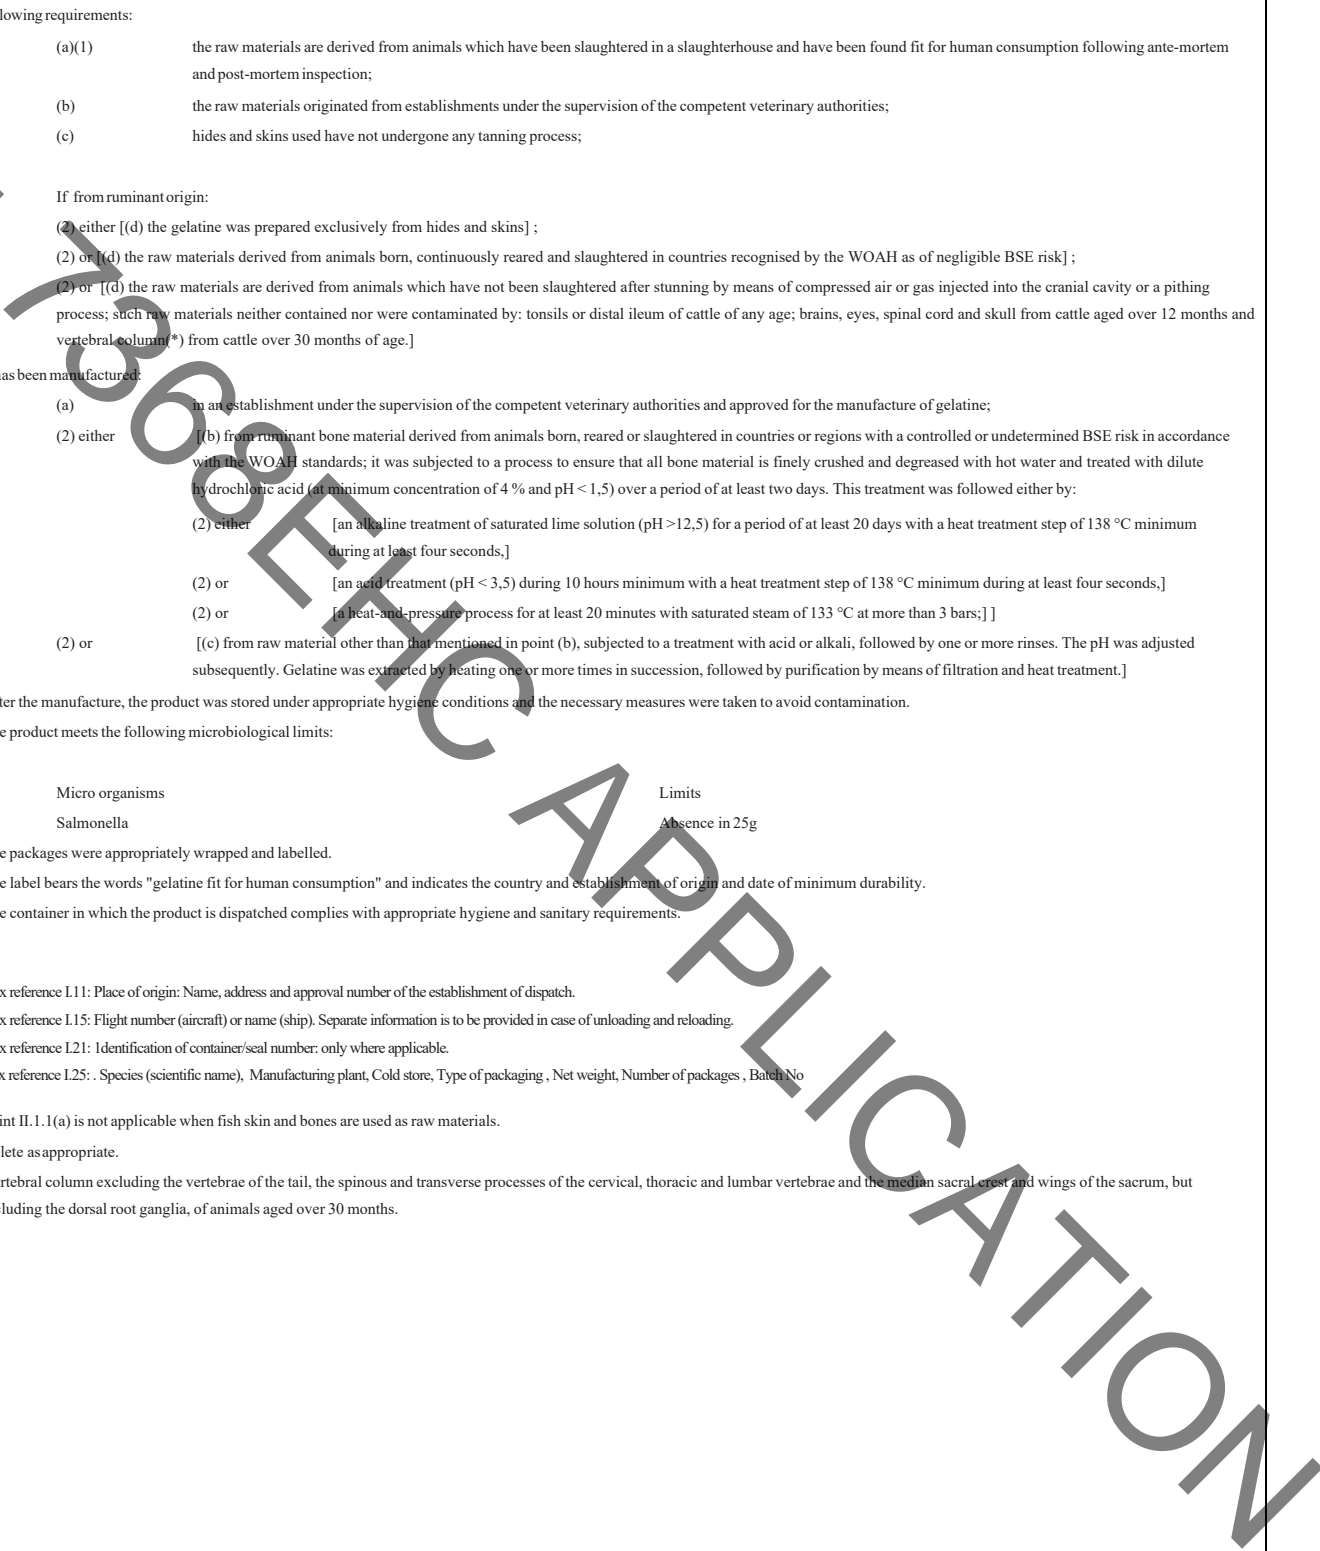 lowing requirements:
(a)(1) the raw materials are derived from animals which have been slaughtered in a slaughterhouse and have been found fit for human consumption following ante-mortem
and post-mortem inspection;
(b) the raw materials originated from establishments under the supervision of the competent veterinary authorities;
(c) hides and skins used have not undergone any tanning process;
If from ruminant origin:
(2) either [(d) the gelatine was prepared exclusively from hides and skins] ;
(2) or [(d) the raw materials derived from animals born, continuously reared and slaughtered in countries recognised by the WOAH as of negligible BSE risk] ;
(2) or [(d) the raw materials are derived from animals which have not been slaughtered after stunning by means of compressed air or gas injected into the cranial cavity or a pithing
process; such raw materials neither contained nor were contaminated by: tonsils or distal ileum of cattle of any age; brains, eyes, spinal cord and skull from cattle aged over 12 months and
vertebral column(*) from cattle over 30 months of age.]
as been manufactured:
(a) in an establishment under the supervision of the competent veterinary authorities and approved for the manufacture of gelatine;
(2) either [(b) from ruminant bone material derived from animals born, reared or slaughtered in countries or regions with a controlled or undetermined BSE risk in accordance
with the WOAH standards; it was subjected to a process to ensure that all bone material is finely crushed and degreased with hot water and treated with dilute
hydrochloric acid (at minimum concentration of 4 % and pH < 1,5) over a period of at least two days. This treatment was followed either by:
(2) either [an alkaline treatment of saturated lime solution (pH >12,5) for a period of at least 20 days with a heat treatment step of 138 °C minimum
during at least four seconds,]
(2) or [an acid treatment (pH < 3,5) during 10 hours minimum with a heat treatment step of 138 °C minimum during at least four seconds,]
(2) or [a heat-and-pressure process for at least 20 minutes with saturated steam of 133 °C at more than 3 bars;] ]
(2) or [(c) from raw material other than that mentioned in point (b), subjected to a treatment with acid or alkali, followed by one or more rinses. The pH was adjusted
subsequently. Gelatine was extracted by heating one or more times in succession, followed by purification by means of filtration and heat treatment.]
ter the manufacture, the product was stored under appropriate hygiene conditions and the necessary measures were taken to avoid contamination.
e product meets the following microbiological limits:
Micro organisms Limits
Salmonella Absence in 25g
e packages were appropriately wrapped and labelled.
e label bears the words "gelatine fit for human consumption" and indicates the country and establishment of origin and date of minimum durability.
e container in which the product is dispatched complies with appropriate hygiene and sanitary requirements.
x reference I.11: Place of origin: Name, address and approval number of the establishment of dispatch.
x reference I.15: Flight number (aircraft) or name (ship). Separate information is to be provided in case of unloading and reloading.
x reference I.21: 1dentification of container/seal number: only where applicable.
x reference I.25: . Species (scientific name), Manufacturing plant, Cold store, Type of packaging , Net weight, Number of packages , Batch No
int II.1.1(a) is not applicable when fish skin and bones are used as raw materials.
lete as appropriate.
rtebral column excluding the vertebrae of the tail, the spinous and transverse processes of the cervical, thoracic and lumbar vertebrae and the median sacral crest and wings of the sacrum, but
luding the dorsal root ganglia, of animals aged over 30 months.
7368EHC APPLICATION